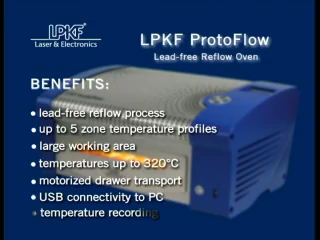 LPKF
Laser & Electronics
LPKF ProtoFlow
Lead-free Reflow Oven
BENEFITS:
• lead-free reflow process
• up to 5 zone temperature profiles
• large working area
• temperatures up to 320°C
• motorized drawer transport
• USB connectivity to PC
• temperature recording